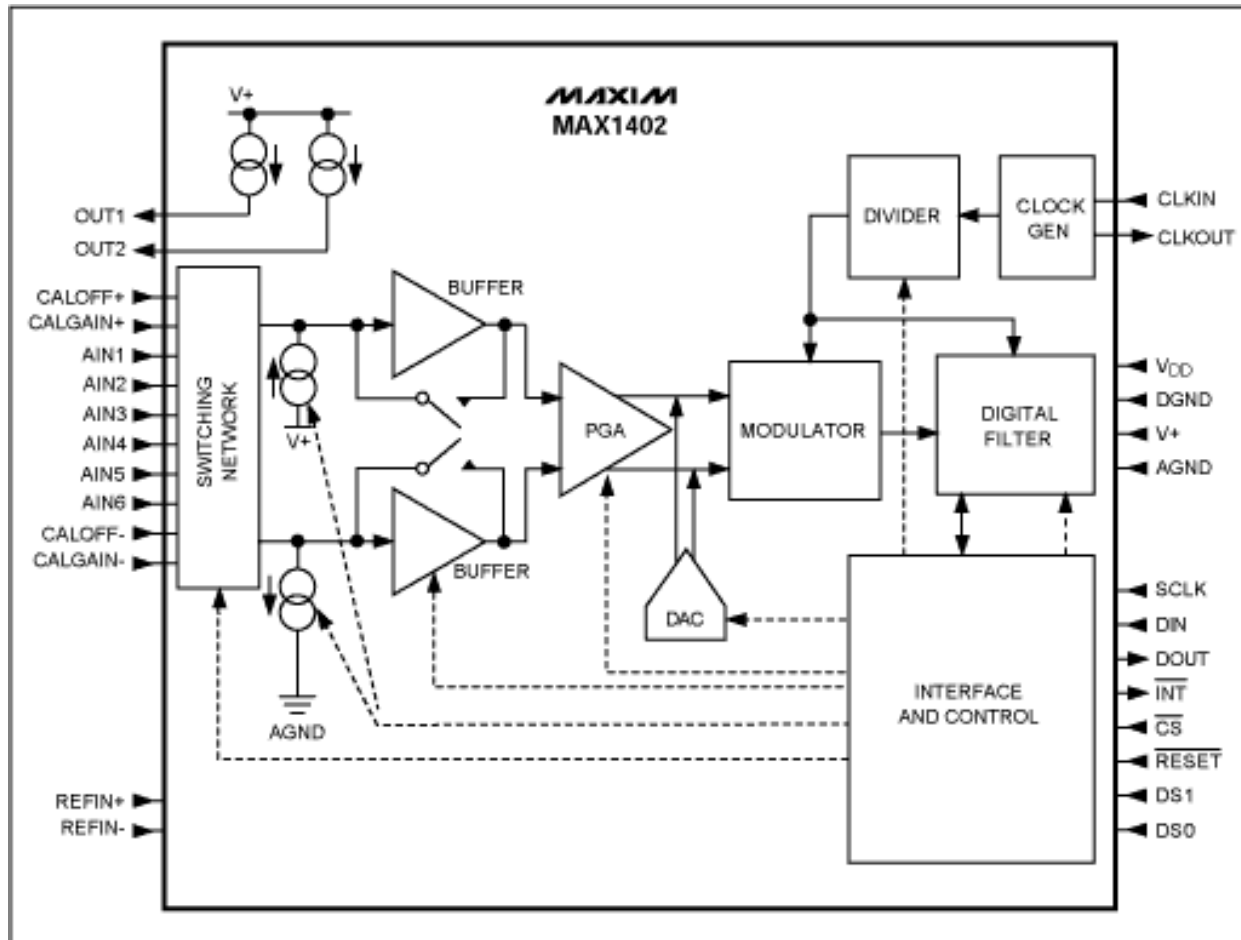 MAXIM
MAX1402
V+
OUT1
OUT2
CALOFF+
CALGAIN+
AIN1
AIN2
AIN3
AIN4
AIN5
AIN6
CALOFF-
CALGAIN-
REFIN+
REFIN-
SWITCHING
NETWORK
V+
AGND
BUFFER
BUFFER
PGA
DAC
MODULATOR
DIVIDER
CLOCK
GEN
DIGITAL
FILTER
INTERFACE
AND CONTROL
CLKIN
CLKOUT
VDD
DGND
V+
AGND
SCLK
DIN
DOUT
INT
CS
RESET
DS1
DS0